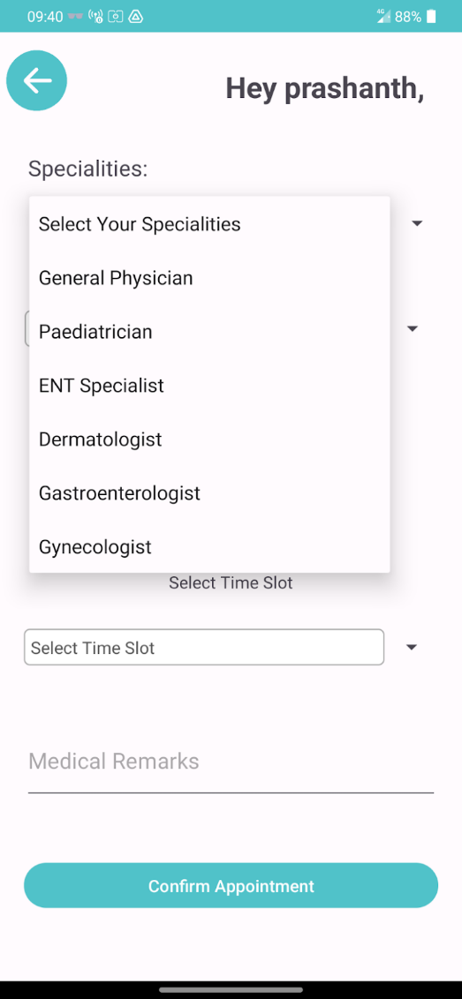 09:40
4G 88%
Hey prashanth,
Specialities:
Select Your Specialities
General Physician
Paediatrician
ENT Specialist
Dermatologist
Gastroenterologist
Gynecologist
Select Time Slot
Select Time Slot
Medical Remarks
Confirm Appointment